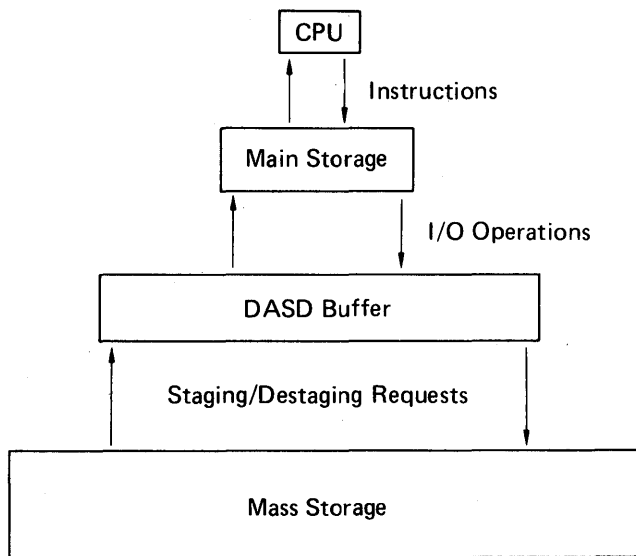 CPU
Instructions
Main Storage
I/O Operations
DASD Buffer
Staging/Destaging Requests
Mass Storage